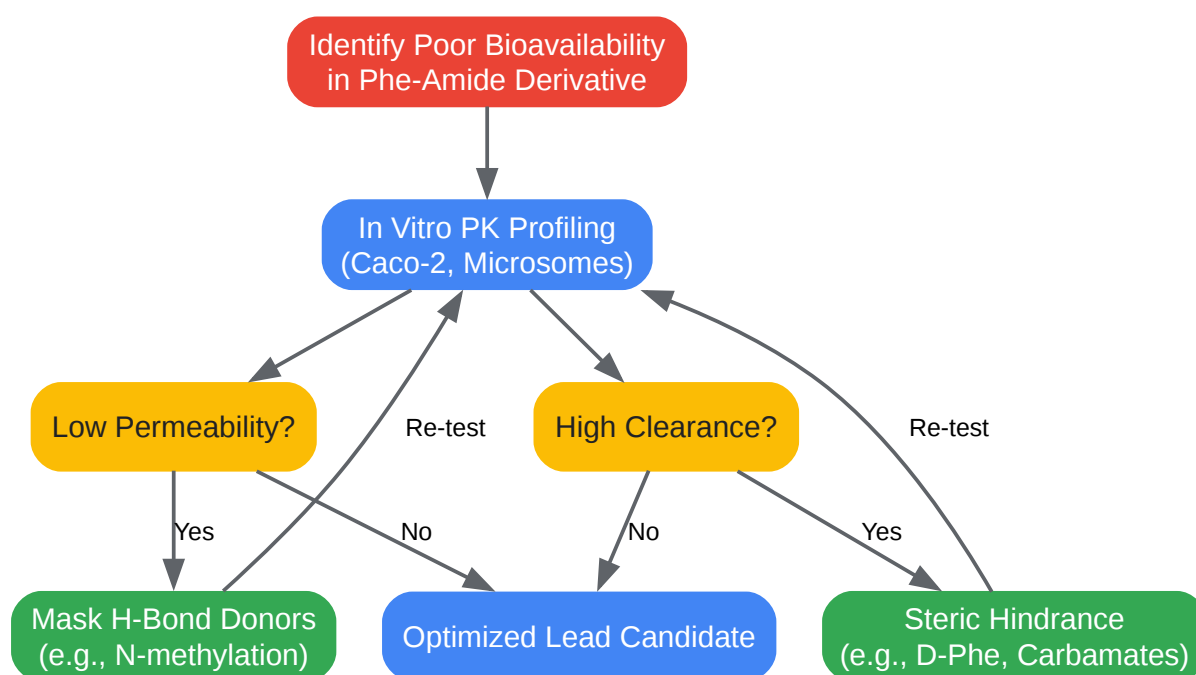 Identify Poor Bioavailability
in Phe-Amide Derivative
In Vitro PK Profiling
(Caco-2, Microsomes)
Low Permeability?
Re-test
High Clearance?
Re-test
Yes
No
No
Yes
Mask H-Bond Donors
(e.g., N-methylation)
Optimized Lead Candidate
Steric Hindrance
(e.g., D-Phe, Carbamates)